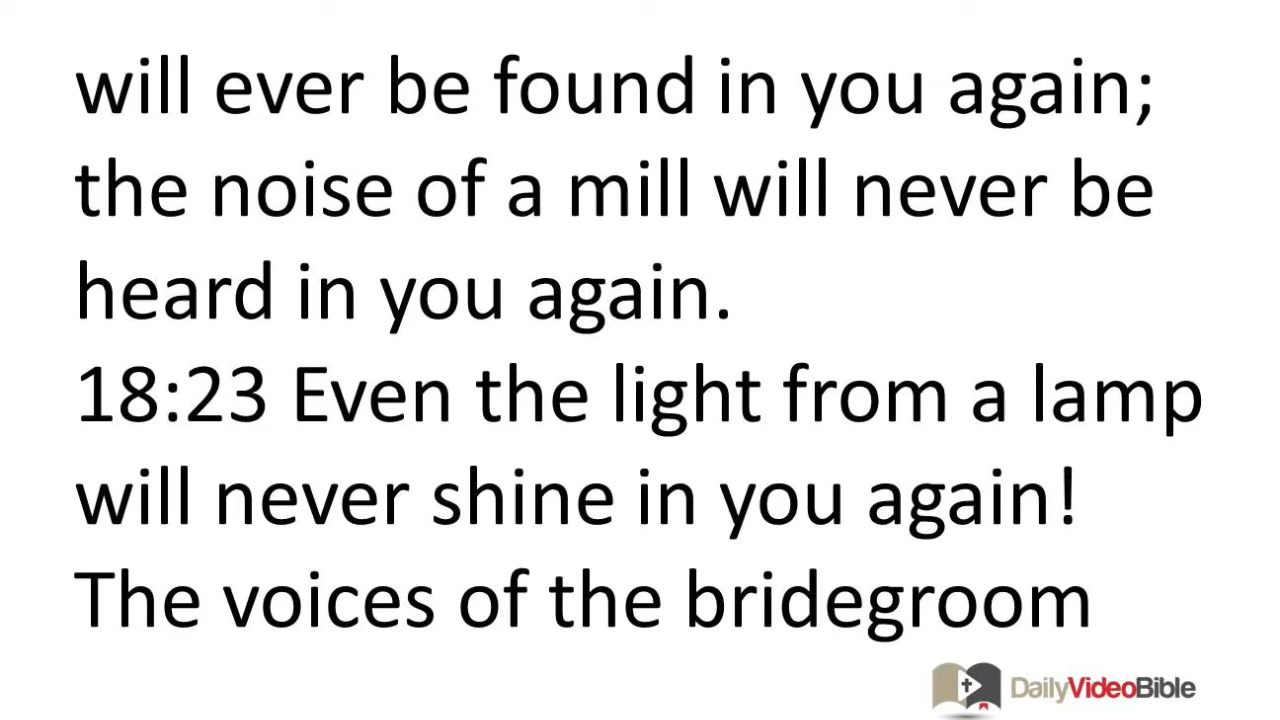 will ever be found in you again;
the noise of a mill will never be
heard in you again.
18:23 Even the light from a lamp
will never shine in you again!
The voices of the bridegroom
DailyVideoBible